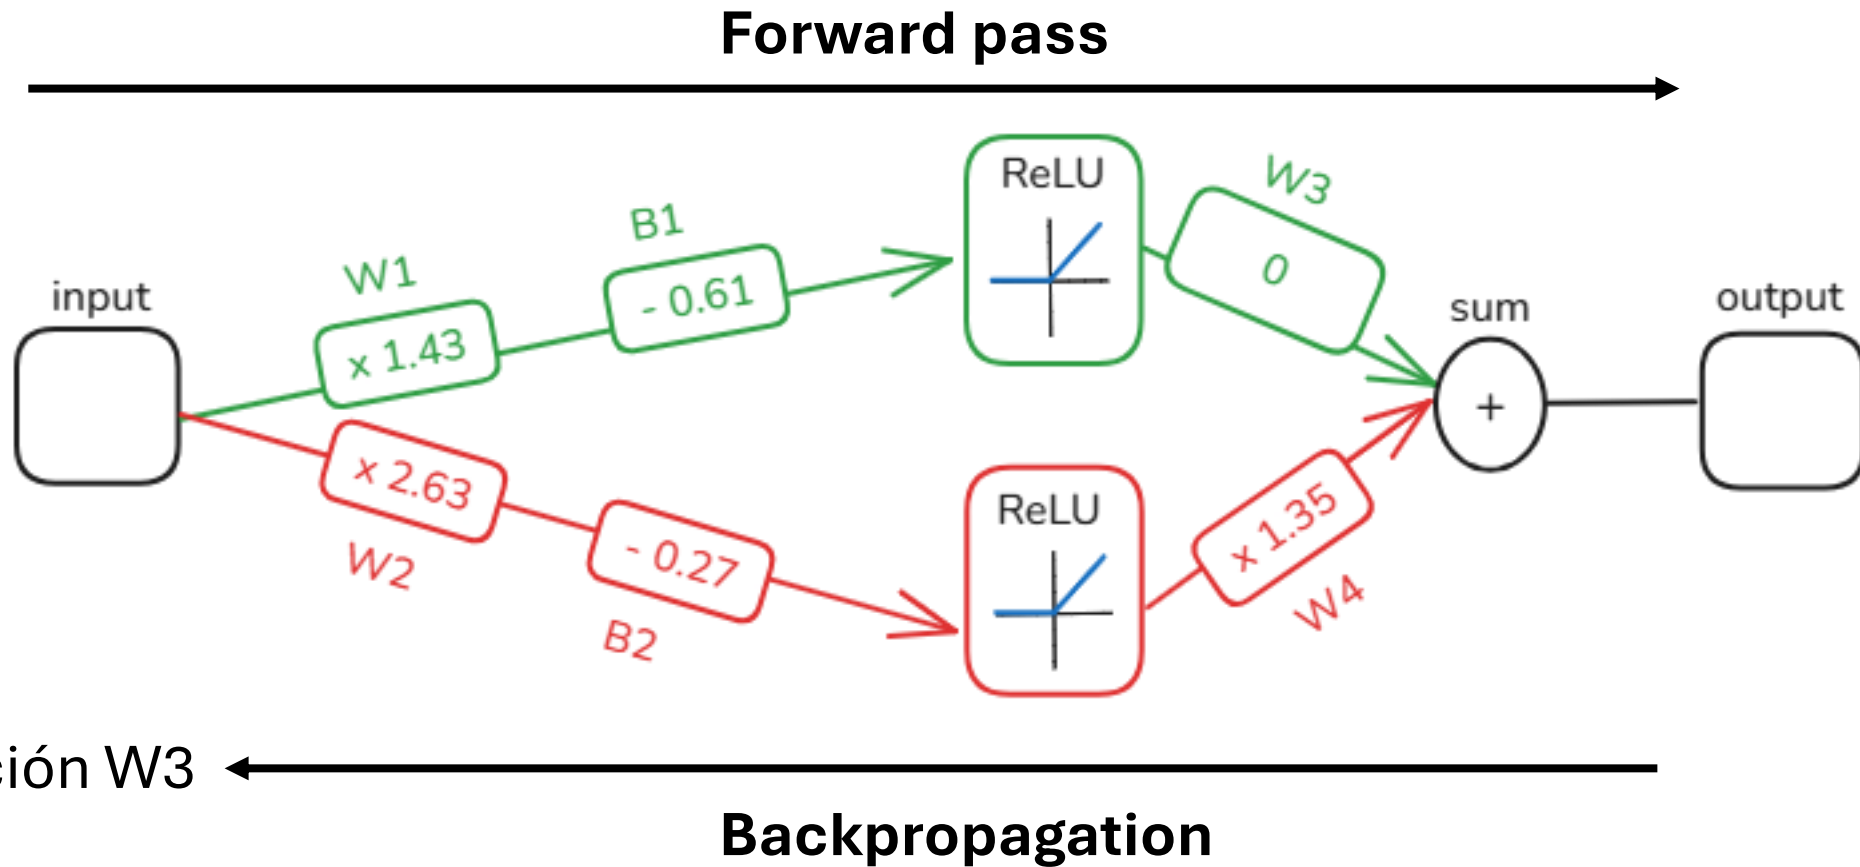 Forward pass
input
W1
x 1.43
B1
- 0.61
ReLU
W3
0
sum
+
output
x 2.63
W2
- 0.27
B2
ReLU
x 1.35
W4
ción W3
Backpropagation